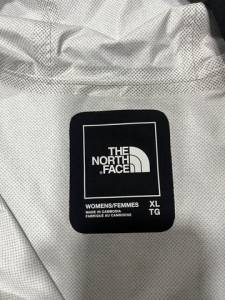 THE
NORTH
FACE
WOMENS/FEMMES XL
MADE IN CAMBODIA TG
FABRIQUÉ AU CAMBODGE